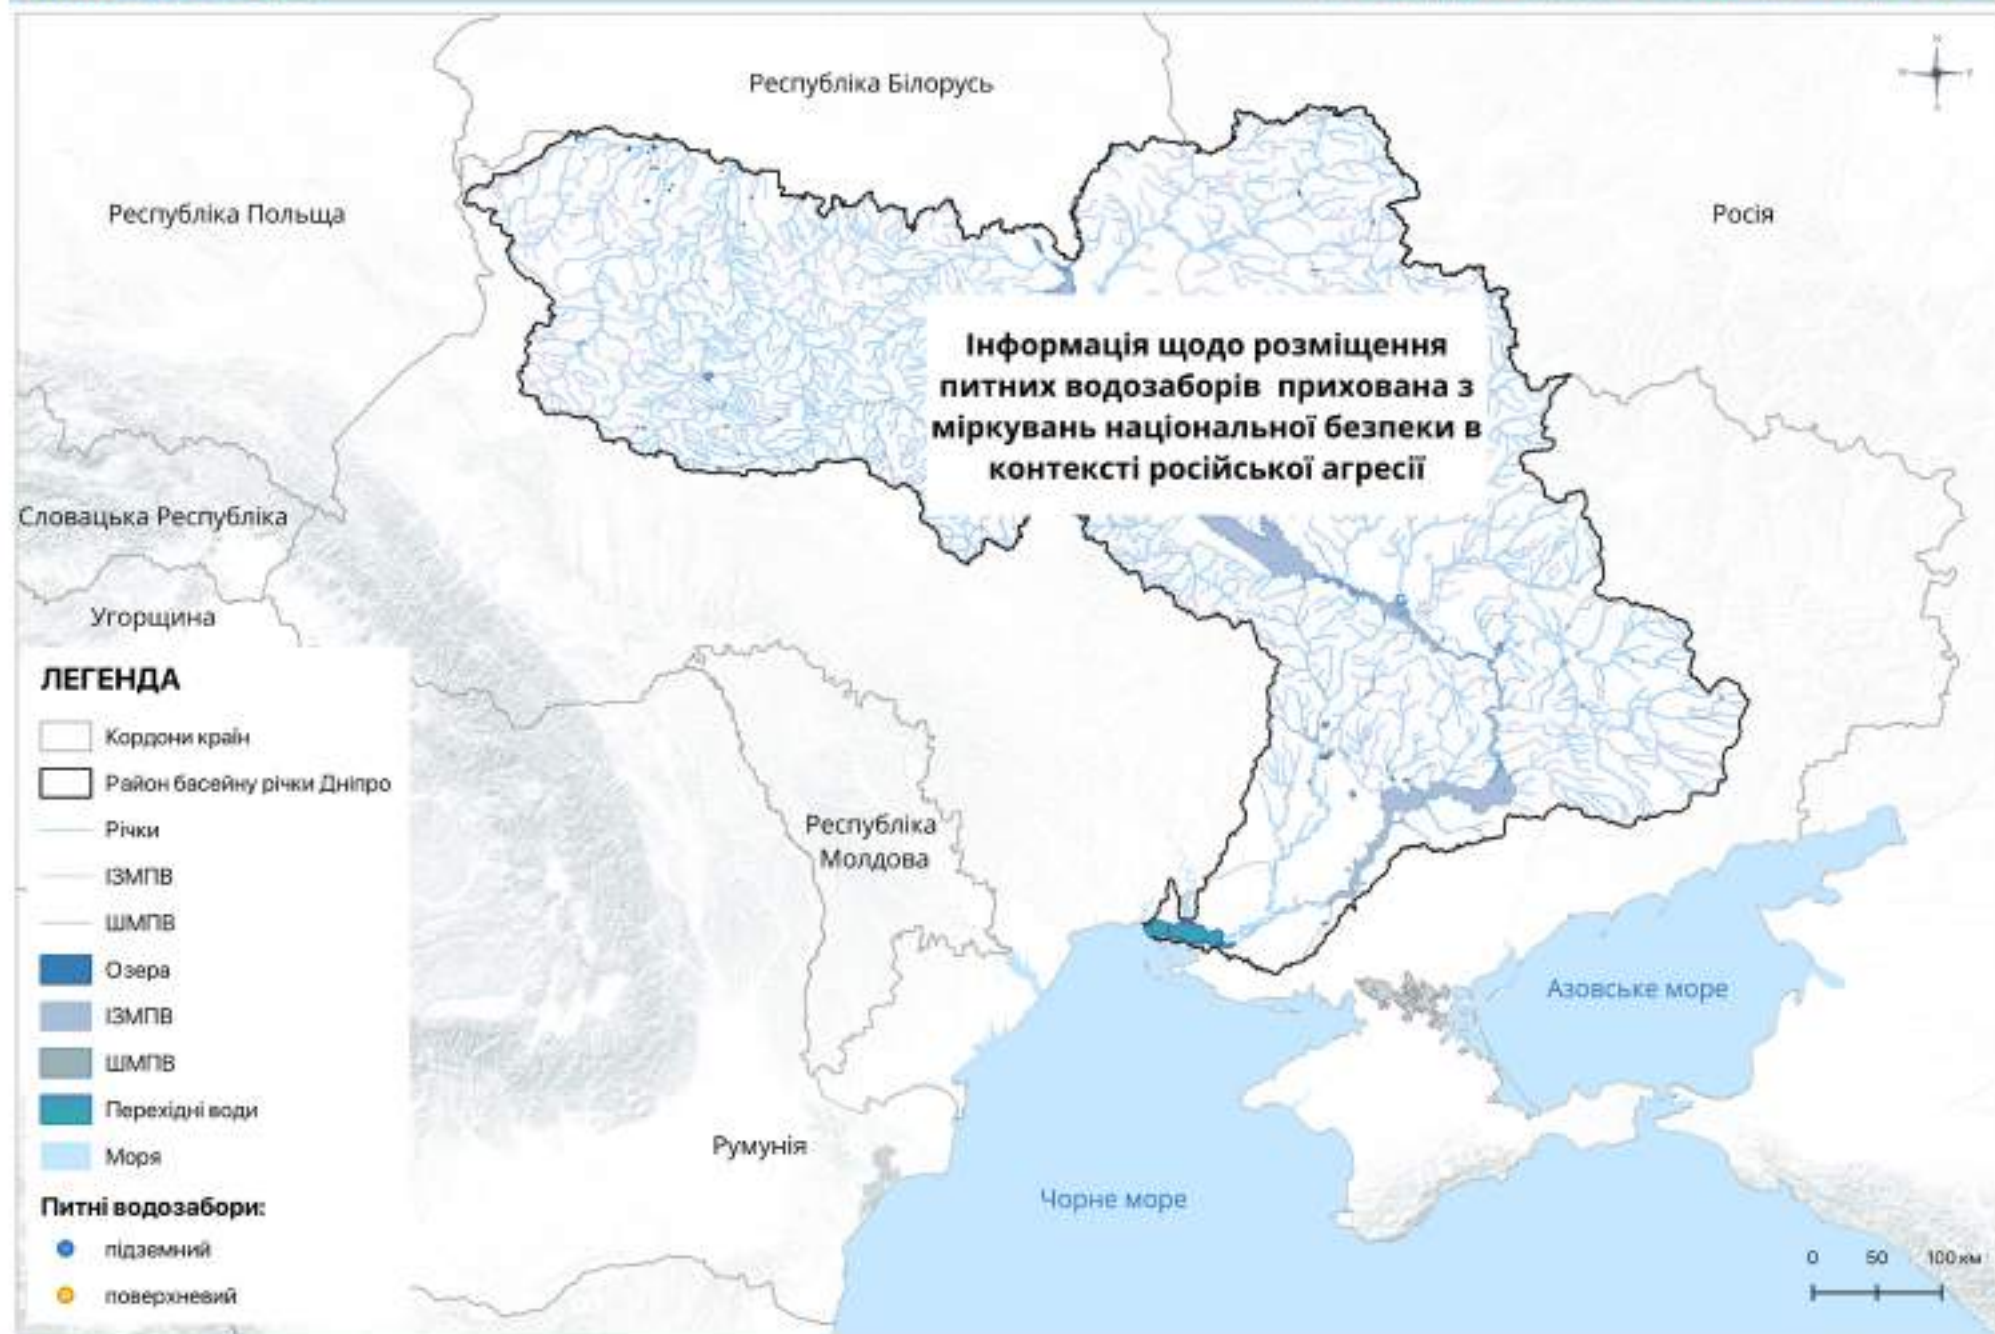 Республіка Білорусь
Республіка Польща
Росія
Інформація щодо розміщення
питних водозаборів прихована з
міркувань національної безпеки в
контексті російської агресії
Словацька Республіка
Угорщина
ЛЕГЕНДА
Кордони країн
Район басейну річки Дніпро
Річки
ІЗМПВ
ШМПВ
Озера
ІЗМПВ
ШМПВ
Перехідні води
Моря
Питні водозабори:
підземний
поверхневий
Республіка
Молдова
Румунія
Азовське море
Чорне море
0 50 100 км